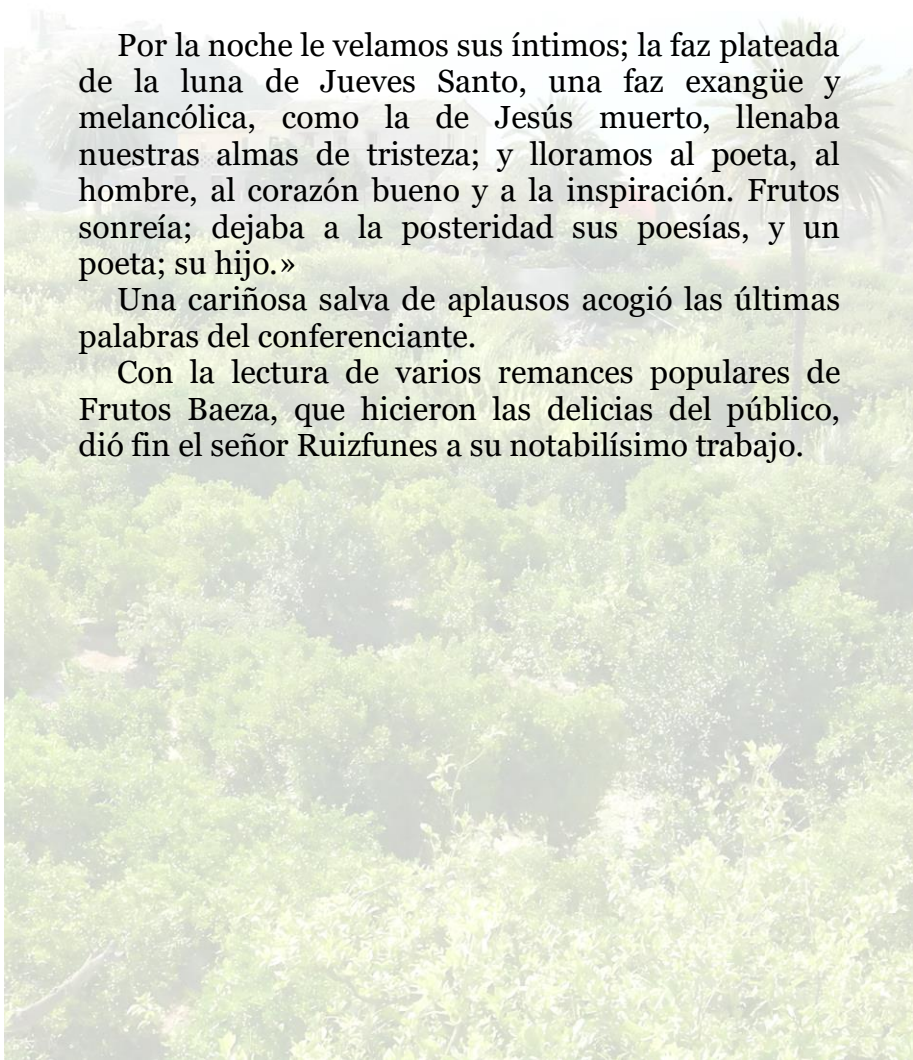 Por la noche le velamos sus íntimos; la faz plateada
de la luna de Jueves Santo, una faz exangüe y
melancólica, como la de Jesús muerto, llenaba
nuestras almas de tristeza; y lloramos al poeta, al
hombre, al corazón bueno y a la inspiración. Frutos
sonreía; dejaba a la posteridad sus poesías, y un
poeta; su hijo.»
Una cariñosa salva de aplausos acogió las últimas
palabras del conferenciante.
Con la lectura de varios remances populares de
Frutos Baeza, que hicieron las delicias del público,
dió fin el señor Ruizfunes a su notabilísimo trabajo.